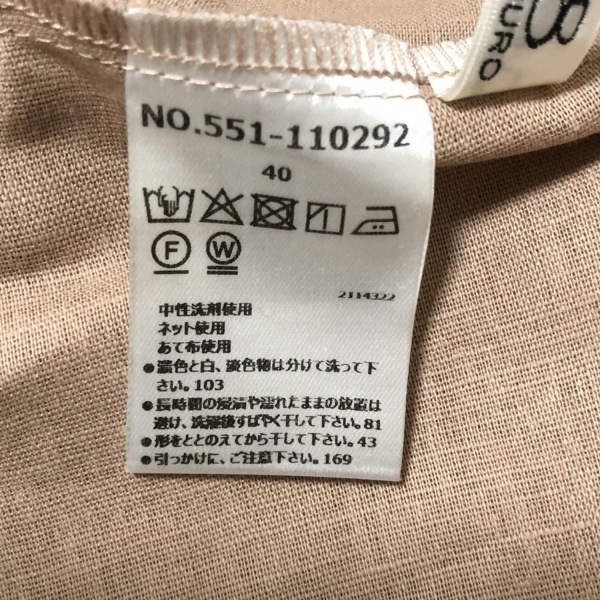 NO.551-110292
40
F W
2114322
中性洗剤使用
ネット使用
あて布使用
●濃色と白、淡色物は分けて洗って下
さい。103
●長時間の浸漬や濡れたままの放置は
避け、洗濯後すばやく干して下さい。81
●形をととのえてから干して下さい。43
●引っかけに、ご注意下さい。169
URO